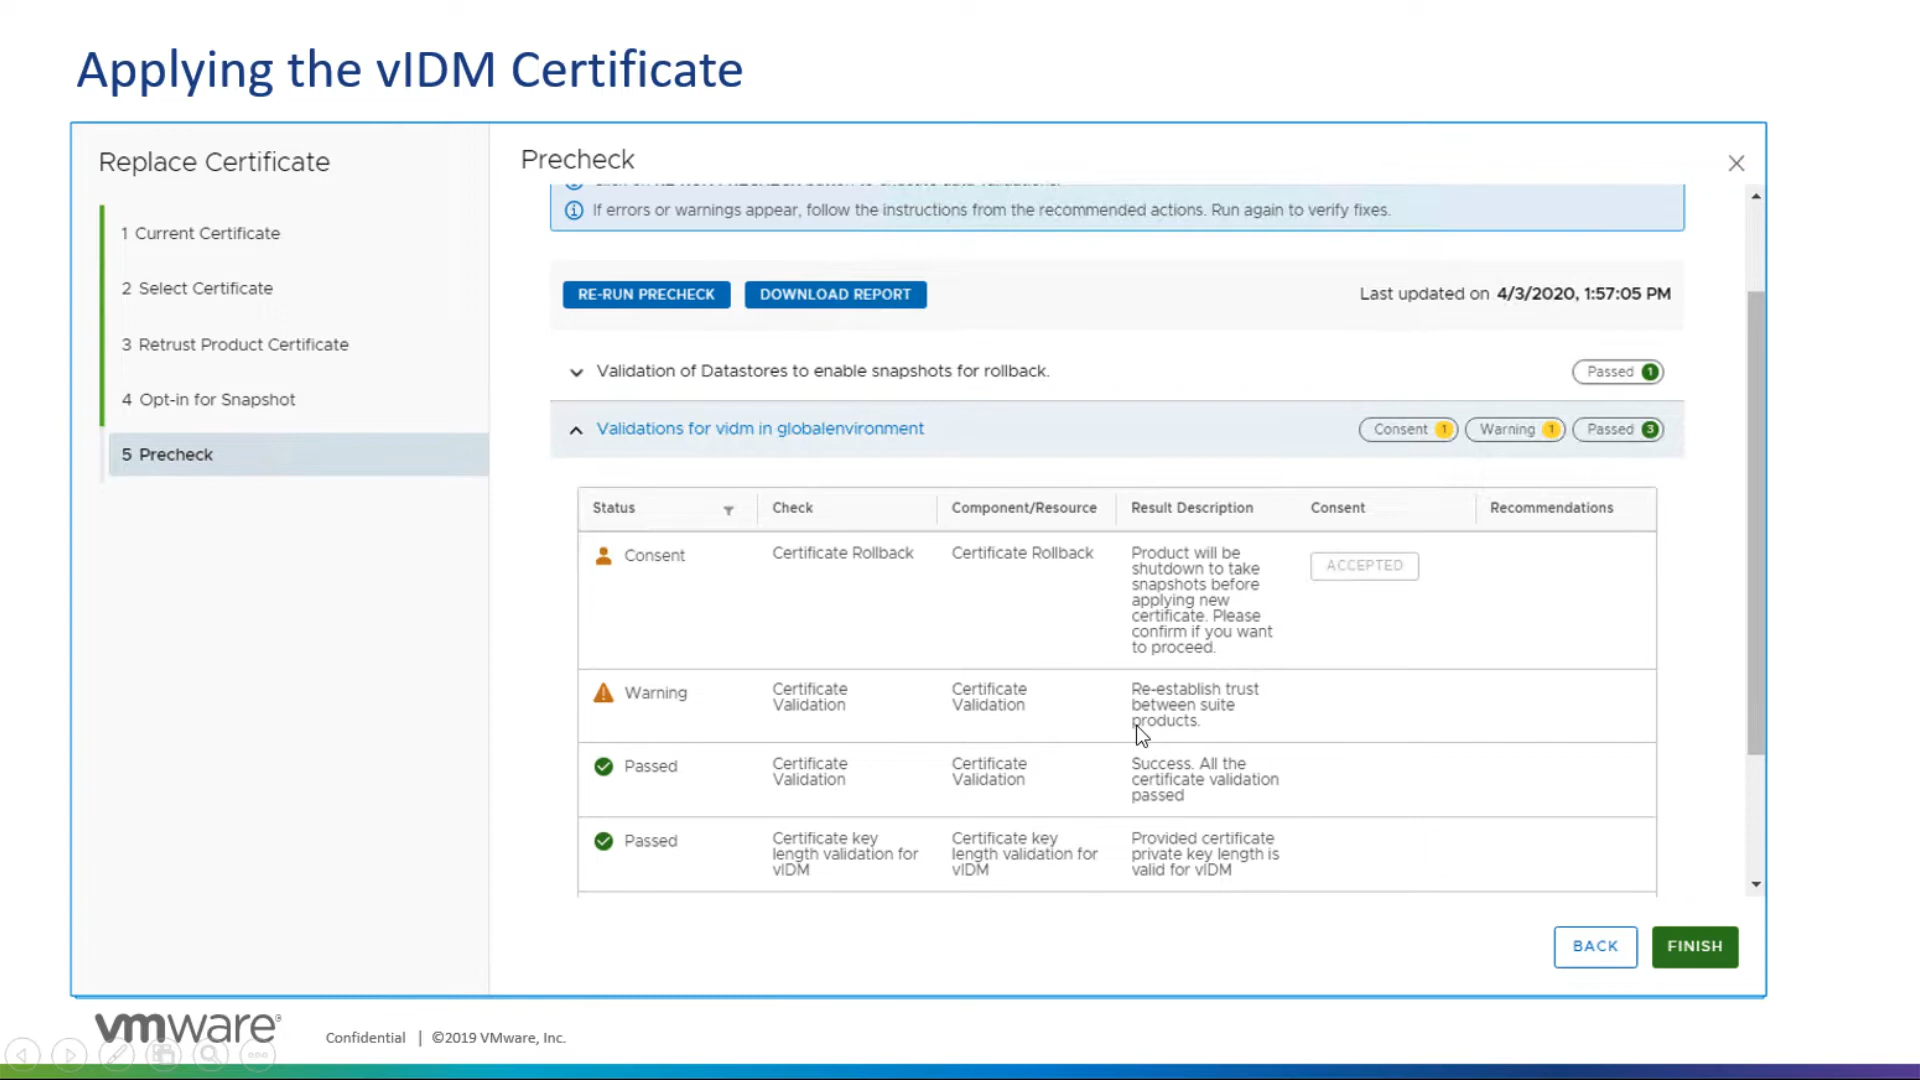 Applying the vIDM Certificate
Replace Certificate
1 Current Certificate
2 Select Certificate
3 Retrust Product Certificate
4 Opt-in for Snapshot
5 Precheck
Precheck
If errors or warnings appear, follow the instructions from the recommended actions. Run again to verify fixes.
RE-RUN PRECHECK
DOWNLOAD REPORT
Last updated on 4/3/2020, 1:57:05 PM
Validation of Datastores to enable snapshots for rollback.
Passed 1
Validations for vidm in globalenvironment
Consent 1
Warning 1
Passed 3
Status
Check
Component/Resource
Result Description
Consent
Recommendations
Consent
Certificate Rollback
Certificate Rollback
Product will be
shutdown to take
snapshots before
applying new
certificate. Please
confirm if you want
to proceed.
ACCEPTED
Warning
Certificate
Validation
Certificate
Validation
Re-establish trust
between suite
products.
Passed
Certificate
Validation
Certificate
Validation
Success. All the
certificate validation
passed
Passed
Certificate key
length validation for
vIDM
Certificate key
length validation for
vIDM
Provided certificate
private key length is
valid for vIDM
BACK
FINISH
vmware
Confidential | ©2019 VMware, Inc.